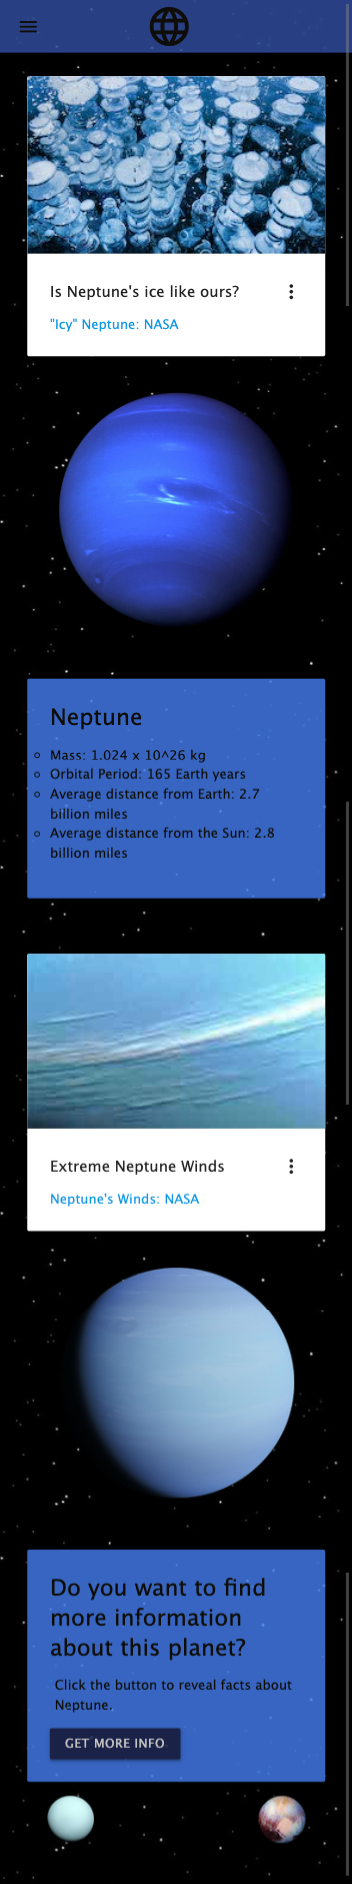 Is Neptune's ice like ours?
"Icy" Neptune: NASA
Neptune
Mass: 1.024 x 10^26 kg
Orbital Period: 165 Earth years
Average distance from Earth: 2.7
billion miles
Average distance from the Sun: 2.8
billion miles
Extreme Neptune Winds
Neptune's Winds: NASA
Do you want to find
more information
about this planet?
Click the button to reveal facts about
Neptune.
GET MORE INFO